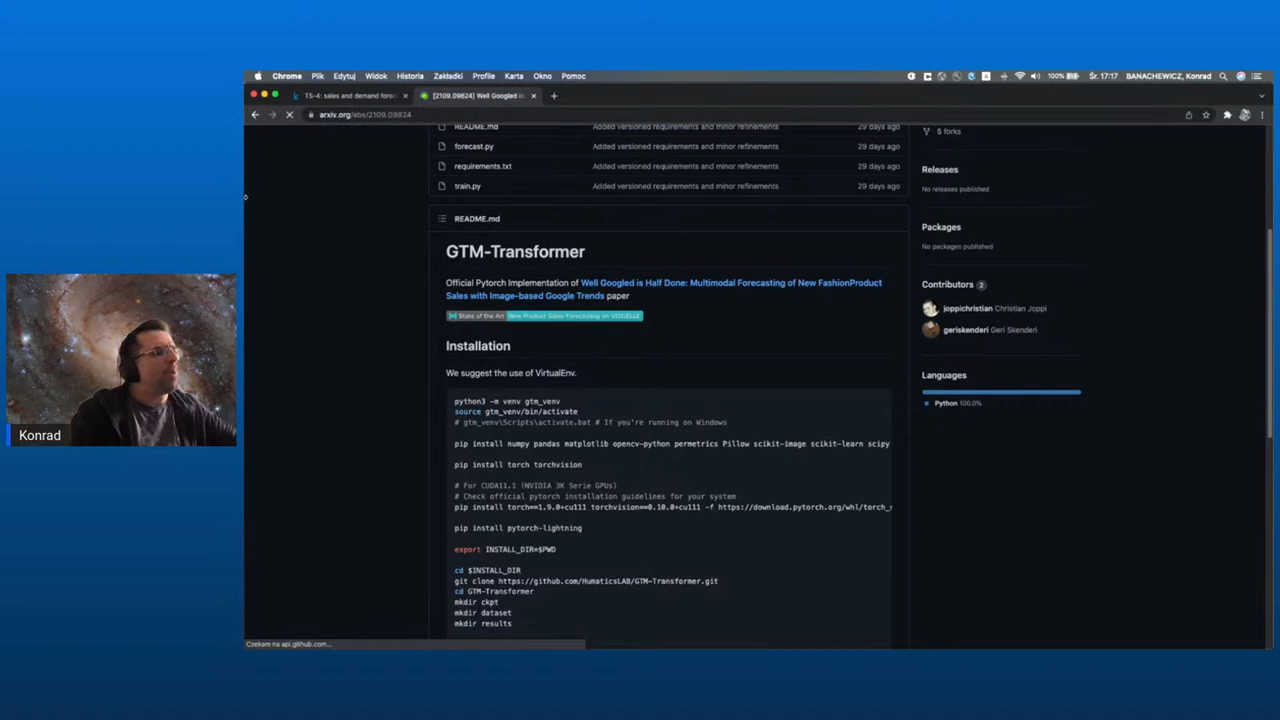 Chrome Plik Edytuj Widok Historia Zakładki Profile Karta Okno Pomoc 100% Śr. 17:17 BANACHEWICZ, Konrad
TS-4: sales and demand fore [2109.09824] Well Googled is
arxiv.org/abs/2109.09824
README.md Added versioned requirements and minor refinements 29 days ago
forecast.py Added versioned requirements and minor refinements 29 days ago
requirements.txt Added versioned requirements and minor refinements 29 days ago
train.py Added versioned requirements and minor refinements 29 days ago
README.md
GTM-Transformer
Official Pytorch Implementation of Well Googled is Half Done: Multimodal Forecasting of New FashionProduct
Sales with Image-based Google Trends paper
State of the Art New Product Sales Forecasting on VISUELLE
Installation
We suggest the use of VirtualEnv.
python3 -m venv gtm_venv
source gtm_venv/bin/activate
# gtm_venv\Scripts\activate.bat # If you're running on Windows
pip install numpy pandas matplotlib opencv-python permetrics Pillow scikit-image scikit-learn scipy
pip install torch torchvision
# For CUDA11.1 (NVIDIA 3K Serie GPUs)
# Check official pytorch installation guidelines for your system
pip install torch==1.9.0+cu111 torchvision==0.10.0+cu111 -f https://download.pytorch.org/whl/torch_s
pip install pytorch-lightning
export INSTALL_DIR=$PWD
cd $INSTALL_DIR
git clone https://github.com/HumaticsLAB/GTM-Transformer.git
cd GTM-Transformer
mkdir ckpt
mkdir dataset
mkdir results
5 forks
Releases
No releases published
Packages
No packages published
Contributors 2
joppichristian Christian Joppi
geriskenderi Geri Skenderi
Languages
Python 100.0%
Czekam na api.github.com...
Konrad